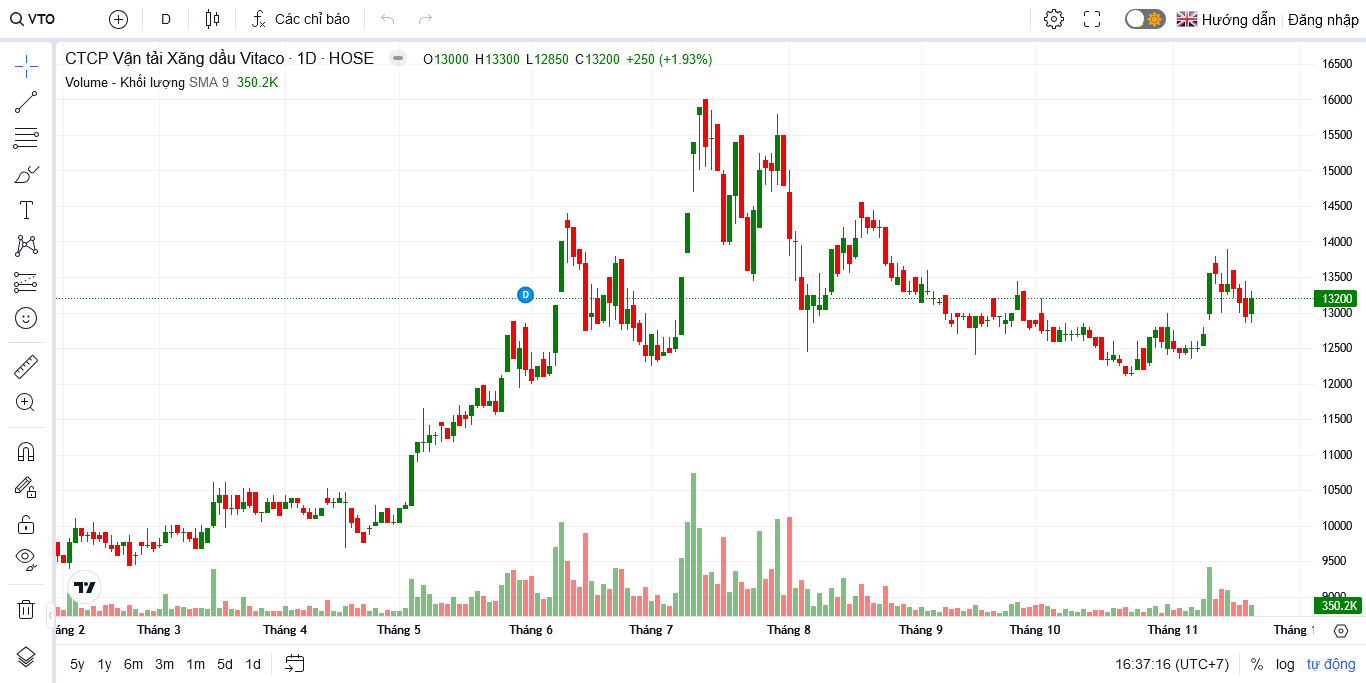 VTO D Các chỉ báo Hướng dẫn Đăng nhập
CTCP Vận tải Xăng dầu Vitaco · 1D · HOSE O13000 H13300 L12850 C13200 +250 (+1.93%)
Volume - Khối lượng SMA 9 350.2K
16500
16000
15500
15000
14500
14000
13500
D
13200
13000
12500
12000
11500
11000
10500
10000
9500
9000
350.2K
áng 2 Tháng 3 Tháng 4 Tháng 5 Tháng 6 Tháng 7 Tháng 8 Tháng 9 Tháng 10 Tháng 11 Tháng 1
5y 1y 6m 3m 1m 5d 1d 16:37:16 (UTC+7) % log tự động